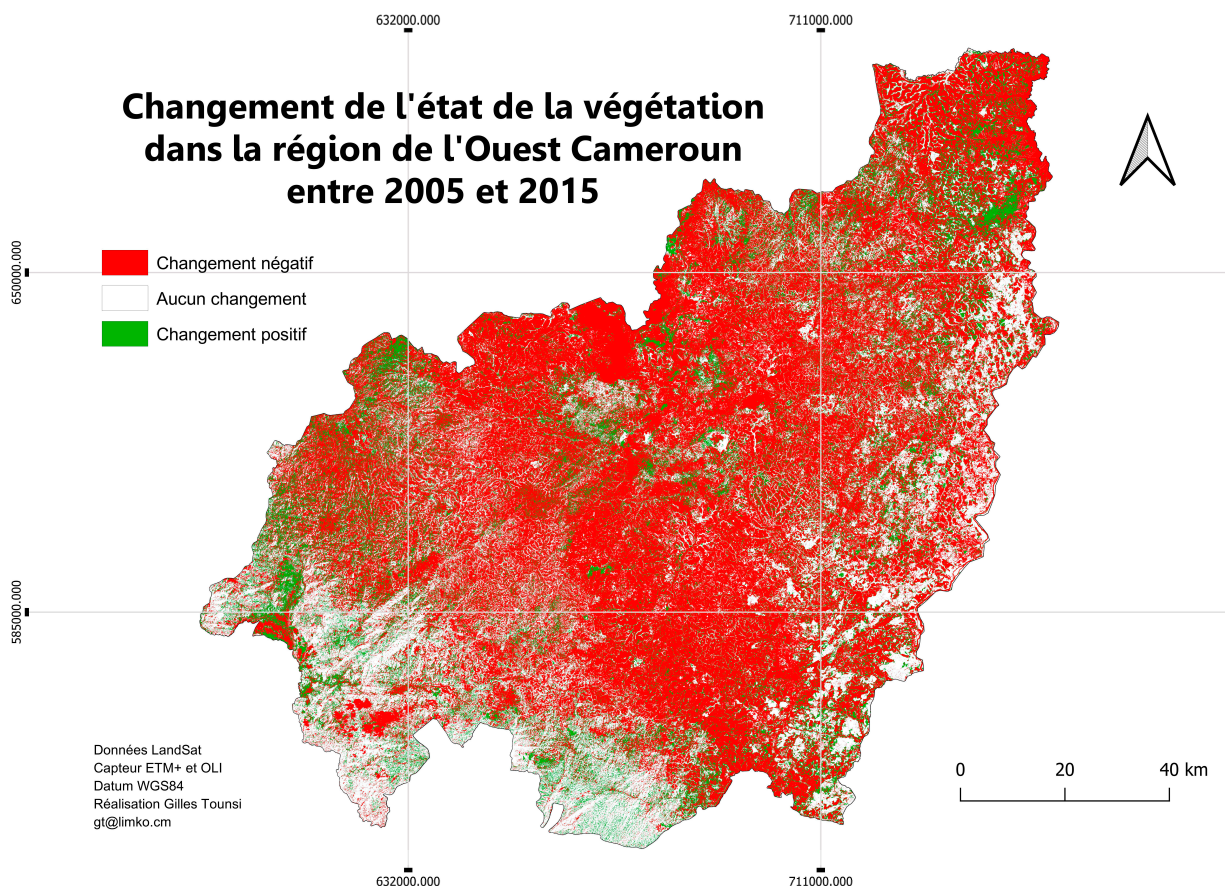 632000.000
711000.000
Changement de l'état de la végétation
dans la région de l'Ouest Cameroun
entre 2005 et 2015
650000.000
Changement négatif
Aucun changement
Changement positif
585000.000
Données LandSat
Capteur ETM+ et OLI
Datum WGS84
Réalisation Gilles Tounsi
gt@limko.cm
0 20 40 km
632000.000
711000.000